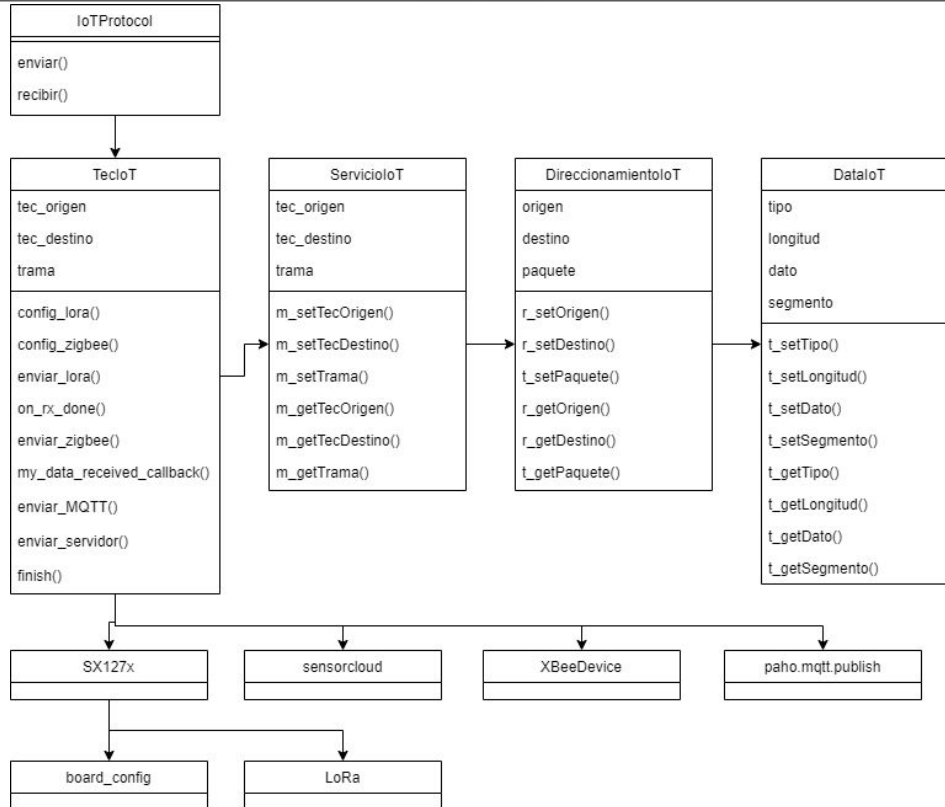 IoTProtocol
enviar()
recibir()
TecIoT
tec_origen
tec_destino
trama
config_lora()
config_zigbee()
enviar_lora()
on_rx_done()
enviar_zigbee()
my_data_received_callback()
enviar_MQTT()
enviar_servidor()
finish()
ServicioIoT
tec_origen
tec_destino
trama
m_setTecOrigen()
m_setTecDestino()
m_setTrama()
m_getTecOrigen()
m_getTecDestino()
m_getTrama()
DireccionamientoIoT
origen
destino
paquete
r_setOrigen()
r_setDestino()
t_setPaquete()
r_getOrigen()
r_getDestino()
t_getPaquete()
DataIoT
tipo
longitud
dato
segmento
t_setTipo()
t_setLongitud()
t_setDato()
t_setSegmento()
t_getTipo()
t_getLongitud()
t_getDato()
t_getSegmento()
SX127x
sensorcloud
XBeeDevice
paho.mqtt.publish
board_config
LoRa